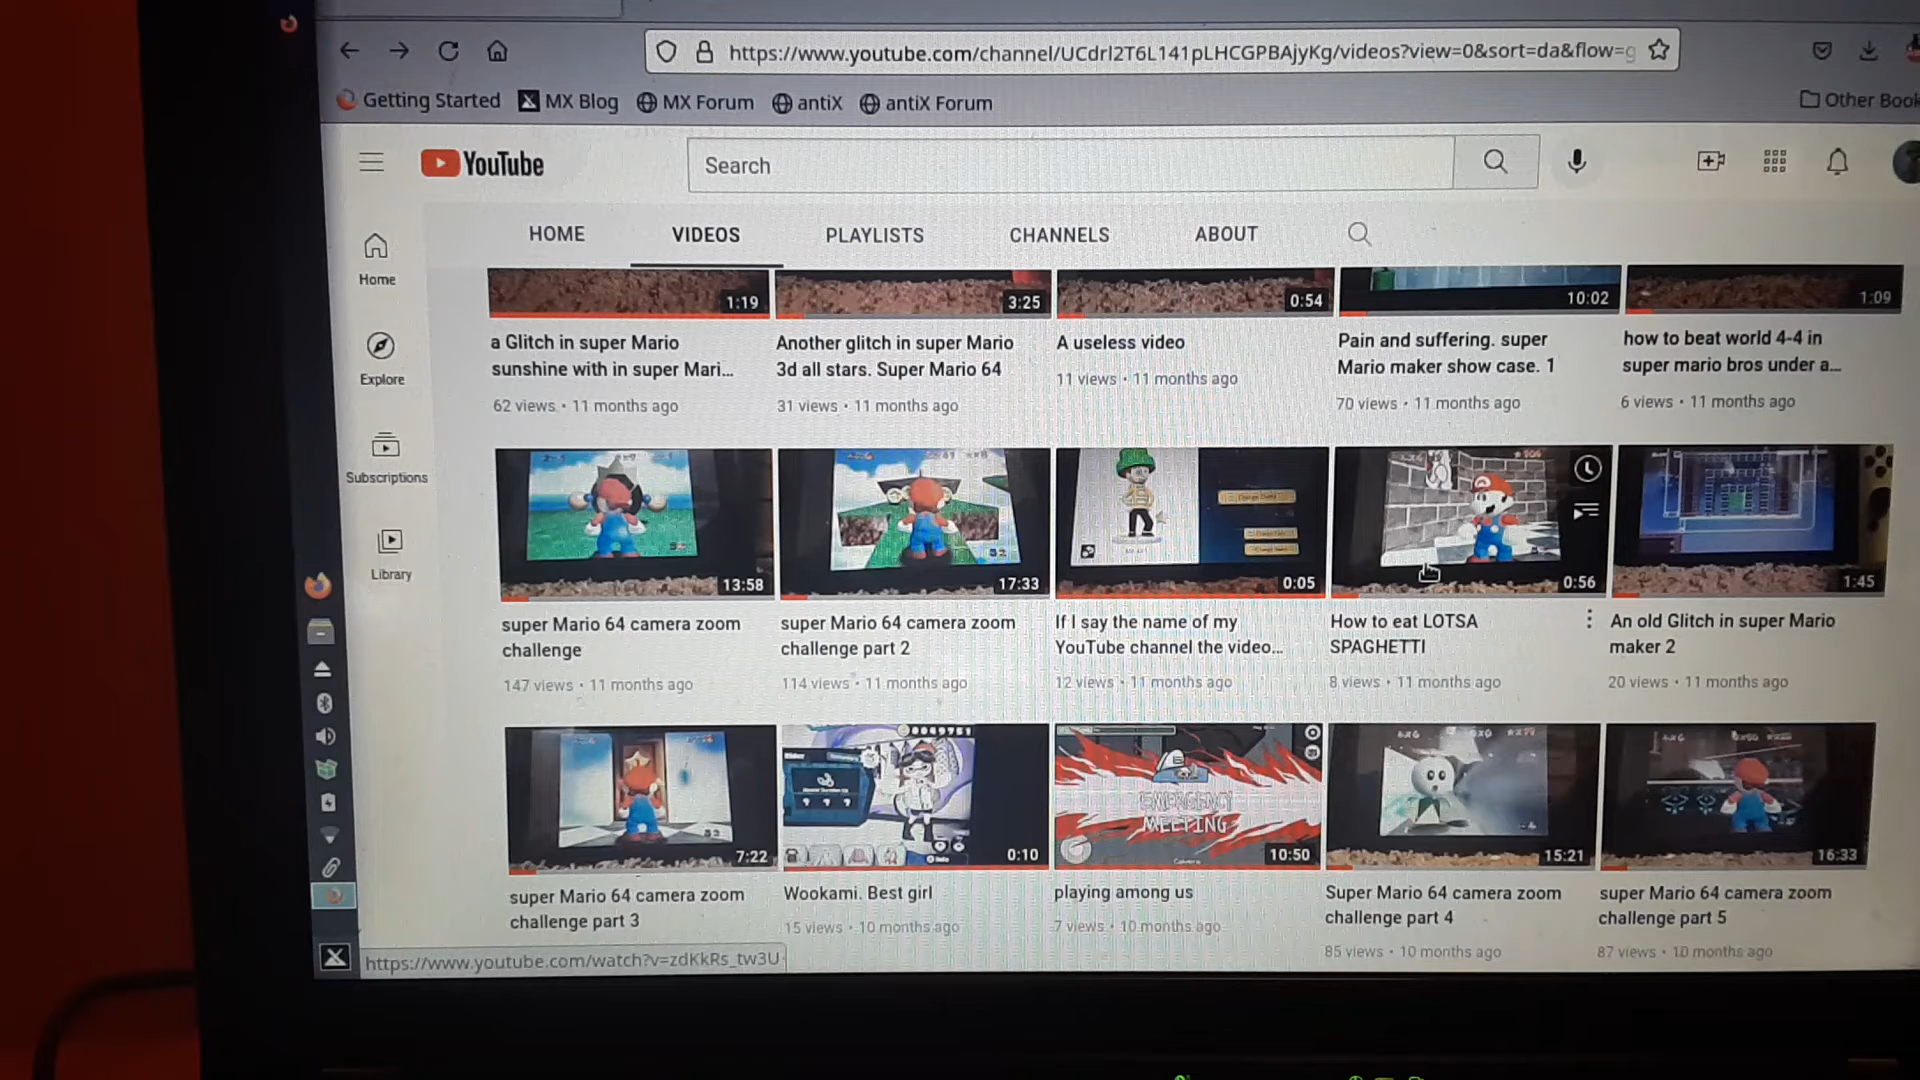 https://www.youtube.com/channel/UCdrl2T6L141pLHCGPBAjyKg/videos?view=0&sort=da&flow=g
Getting Started MX Blog MX Forum antiX antiX Forum Other Book
YouTube Search
HOME VIDEOS PLAYLISTS CHANNELS ABOUT
Home
Explore
Subscriptions
Library
1:19 3:25 0:54 10:02 1:09
a Glitch in super Mario
sunshine with in super Mari...
62 views • 11 months ago
Another glitch in super Mario
3d all stars. Super Mario 64
31 views • 11 months ago
A useless video
11 views • 11 months ago
Pain and suffering. super
Mario maker show case. 1
70 views • 11 months ago
how to beat world 4-4 in
super mario bros under a...
6 views • 11 months ago
13:58 17:33 0:05 0:56 1:45
super Mario 64 camera zoom
challenge
147 views • 11 months ago
super Mario 64 camera zoom
challenge part 2
114 views • 11 months ago
If I say the name of my
YouTube channel the video...
12 views • 11 months ago
How to eat LOTSA
SPAGHETTI
8 views • 11 months ago
An old Glitch in super Mario
maker 2
20 views • 11 months ago
EMERGENCY
MEETING
7:22 0:10 10:50 15:21 16:33
super Mario 64 camera zoom
challenge part 3
Wookami. Best girl
15 views • 10 months ago
playing among us
7 views • 10 months ago
Super Mario 64 camera zoom
challenge part 4
85 views • 10 months ago
super Mario 64 camera zoom
challenge part 5
87 views • 10 months ago
https://www.youtube.com/watch?v=zdKkRs_tw3U